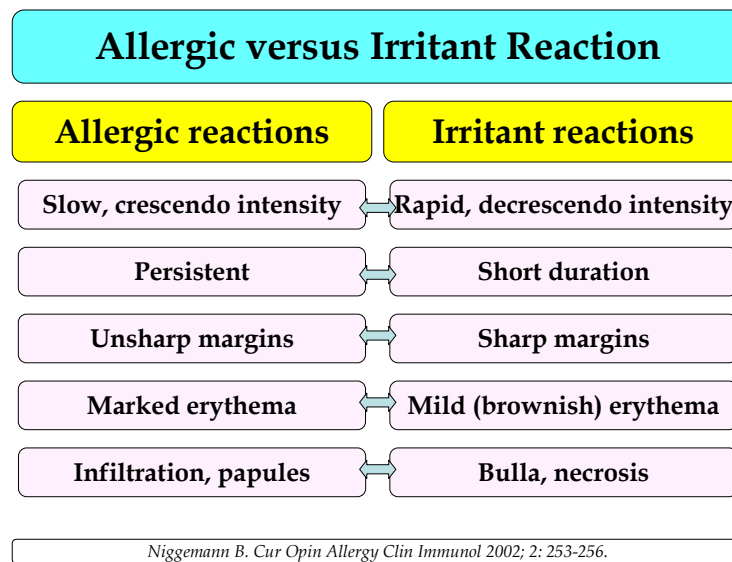 Allergic versus Irritant Reaction
Allergic reactions
Irritant reactions
Slow, crescendo intensity
Rapid, decrescendo intensity
Persistent
Short duration
Unsharp margins
Sharp margins
Marked erythema
Mild (brownish) erythema
Infiltration, papules
Bulla, necrosis
Niggemann B. Cur Opin Allergy Clin Immunol 2002; 2: 253-256.